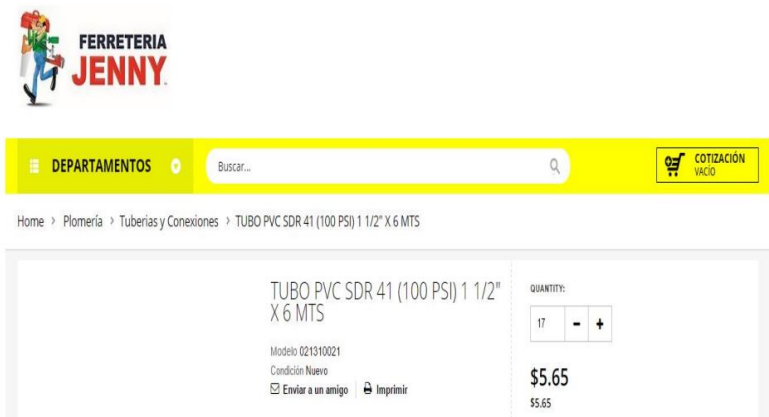 FERRETERIA
JENNY
DEPARTAMENTOS
Buscar...
COTIZACIÓN
VACÍO
Home > Plomería > Tuberias y Conexiones > TUBO PVC SDR 41 (100 PSI) 1 1/2" X 6 MTS
TUBO PVC SDR 41 (100 PSI) 1 1/2"
X 6 MTS
QUANTITY:
17 - +
Modelo 021310021
Condición Nuevo
Enviar a un amigo Imprimir
$5.65
$5.65